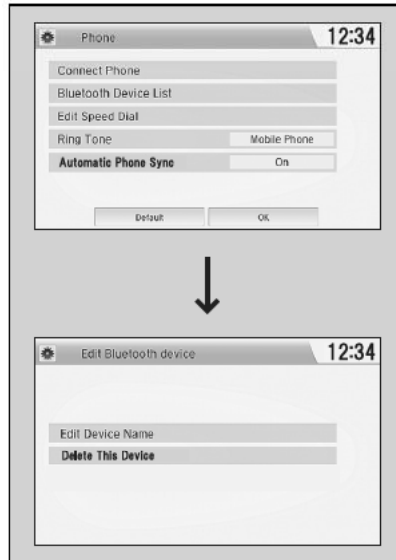 Phone 12:34
Connect Phone
Bluetooth Device List
Edit Speed Dial
Ring Tone Mobile Phone
Automatic Phone Sync On
Default OK
Edit Bluetooth device 12:34
Edit Device Name
Delete This Device